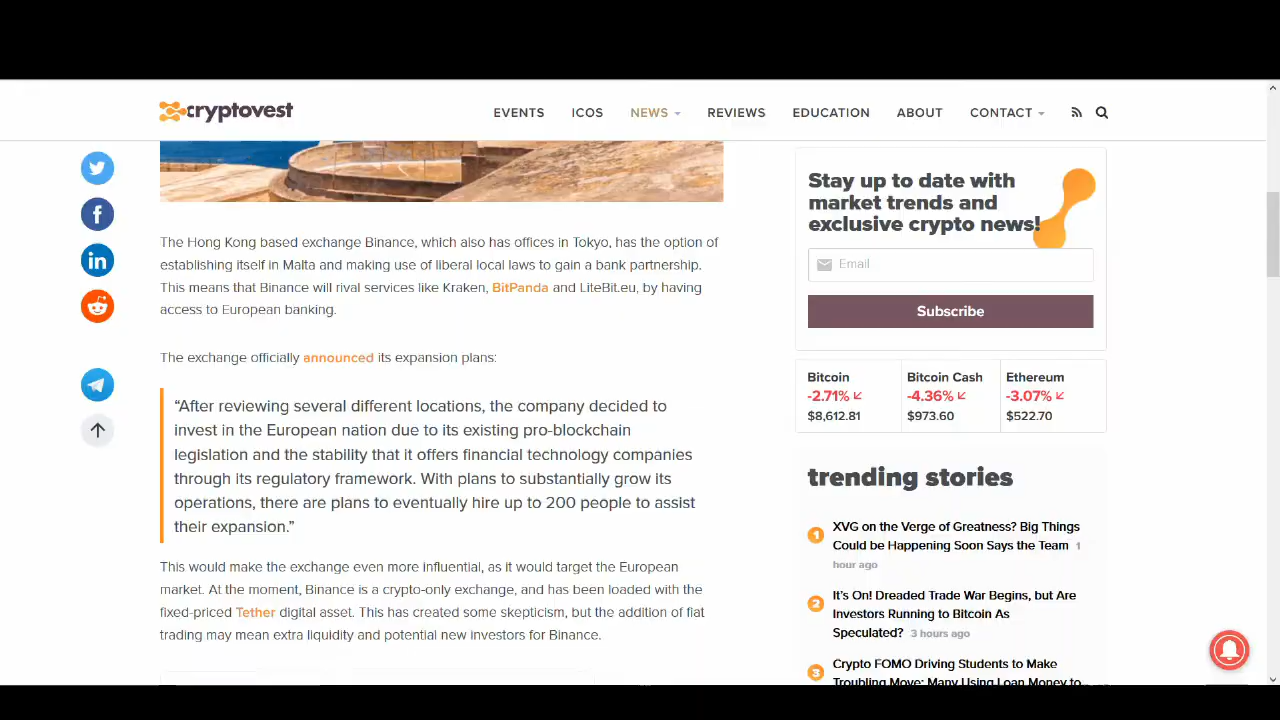 cryptovest
EVENTS ICOS NEWS REVIEWS EDUCATION ABOUT CONTACT
The Hong Kong based exchange Binance, which also has offices in Tokyo, has the option of
establishing itself in Malta and making use of liberal local laws to gain a bank partnership.
This means that Binance will rival services like Kraken, BitPanda and LiteBit.eu, by having
access to European banking.
The exchange officially announced its expansion plans:
“After reviewing several different locations, the company decided to
invest in the European nation due to its existing pro-blockchain
legislation and the stability that it offers financial technology companies
through its regulatory framework. With plans to substantially grow its
operations, there are plans to eventually hire up to 200 people to assist
their expansion.”
This would make the exchange even more influential, as it would target the European
market. At the moment, Binance is a crypto-only exchange, and has been loaded with the
fixed-priced Tether digital asset. This has created some skepticism, but the addition of fiat
trading may mean extra liquidity and potential new investors for Binance.
Stay up to date with
market trends and
exclusive crypto news!
Email
Subscribe
Bitcoin Bitcoin Cash Ethereum
-2.71% -4.36% -3.07%
$8,612.81 $973.60 $522.70
trending stories
1 XVG on the Verge of Greatness? Big Things
Could be Happening Soon Says the Team 1
hour ago
2 It's On! Dreaded Trade War Begins, but Are
Investors Running to Bitcoin As
Speculated? 3 hours ago
3 Crypto FOMO Driving Students to Make
Troubling Move: Many Using Loan Money to